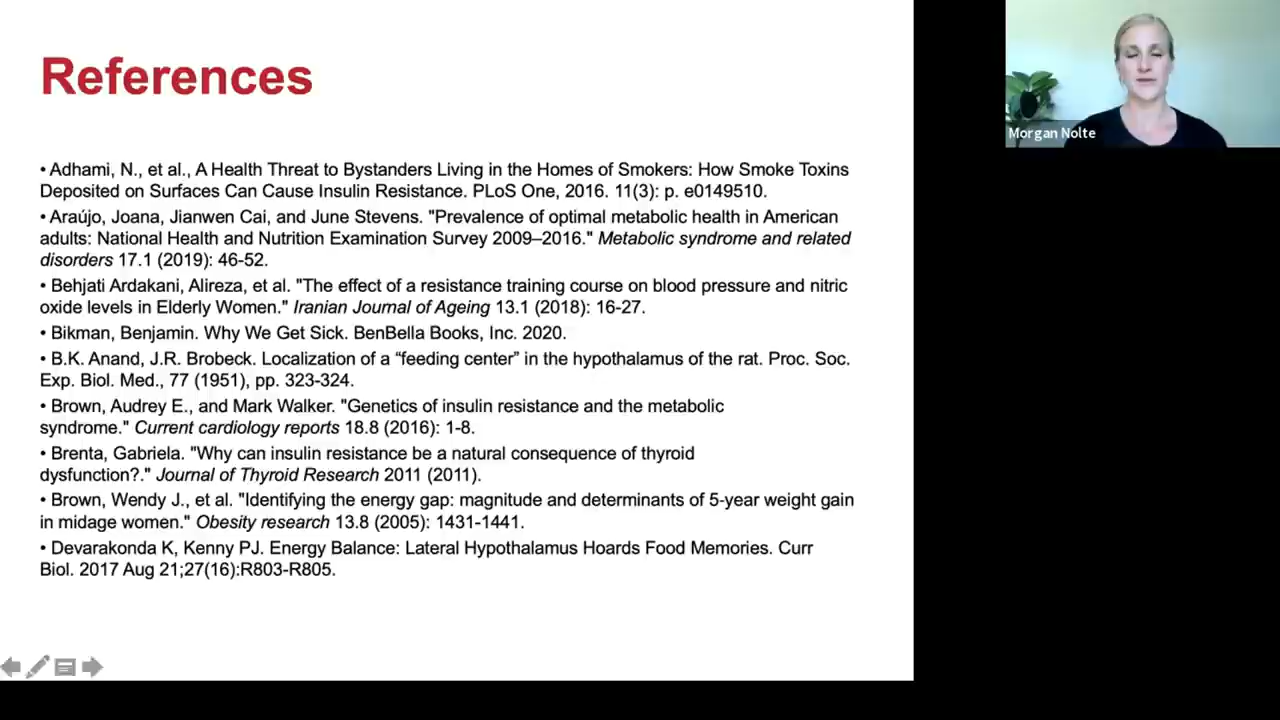 References
• Adhami, N., et al., A Health Threat to Bystanders Living in the Homes of Smokers: How Smoke Toxins
Deposited on Surfaces Can Cause Insulin Resistance. PLoS One, 2016. 11(3): p. e0149510.
• Araújo, Joana, Jianwen Cai, and June Stevens. "Prevalence of optimal metabolic health in American
adults: National Health and Nutrition Examination Survey 2009–2016." Metabolic syndrome and related
disorders 17.1 (2019): 46-52.
• Behjati Ardakani, Alireza, et al. "The effect of a resistance training course on blood pressure and nitric
oxide levels in Elderly Women." Iranian Journal of Ageing 13.1 (2018): 16-27.
• Bikman, Benjamin. Why We Get Sick. BenBella Books, Inc. 2020.
• B.K. Anand, J.R. Brobeck. Localization of a “feeding center” in the hypothalamus of the rat. Proc. Soc.
Exp. Biol. Med., 77 (1951), pp. 323-324.
• Brown, Audrey E., and Mark Walker. "Genetics of insulin resistance and the metabolic
syndrome." Current cardiology reports 18.8 (2016): 1-8.
• Brenta, Gabriela. "Why can insulin resistance be a natural consequence of thyroid
dysfunction?." Journal of Thyroid Research 2011 (2011).
• Brown, Wendy J., et al. "Identifying the energy gap: magnitude and determinants of 5-year weight gain
in midage women." Obesity research 13.8 (2005): 1431-1441.
• Devarakonda K, Kenny PJ. Energy Balance: Lateral Hypothalamus Hoards Food Memories. Curr
Biol. 2017 Aug 21;27(16):R803-R805.
Morgan Nolte